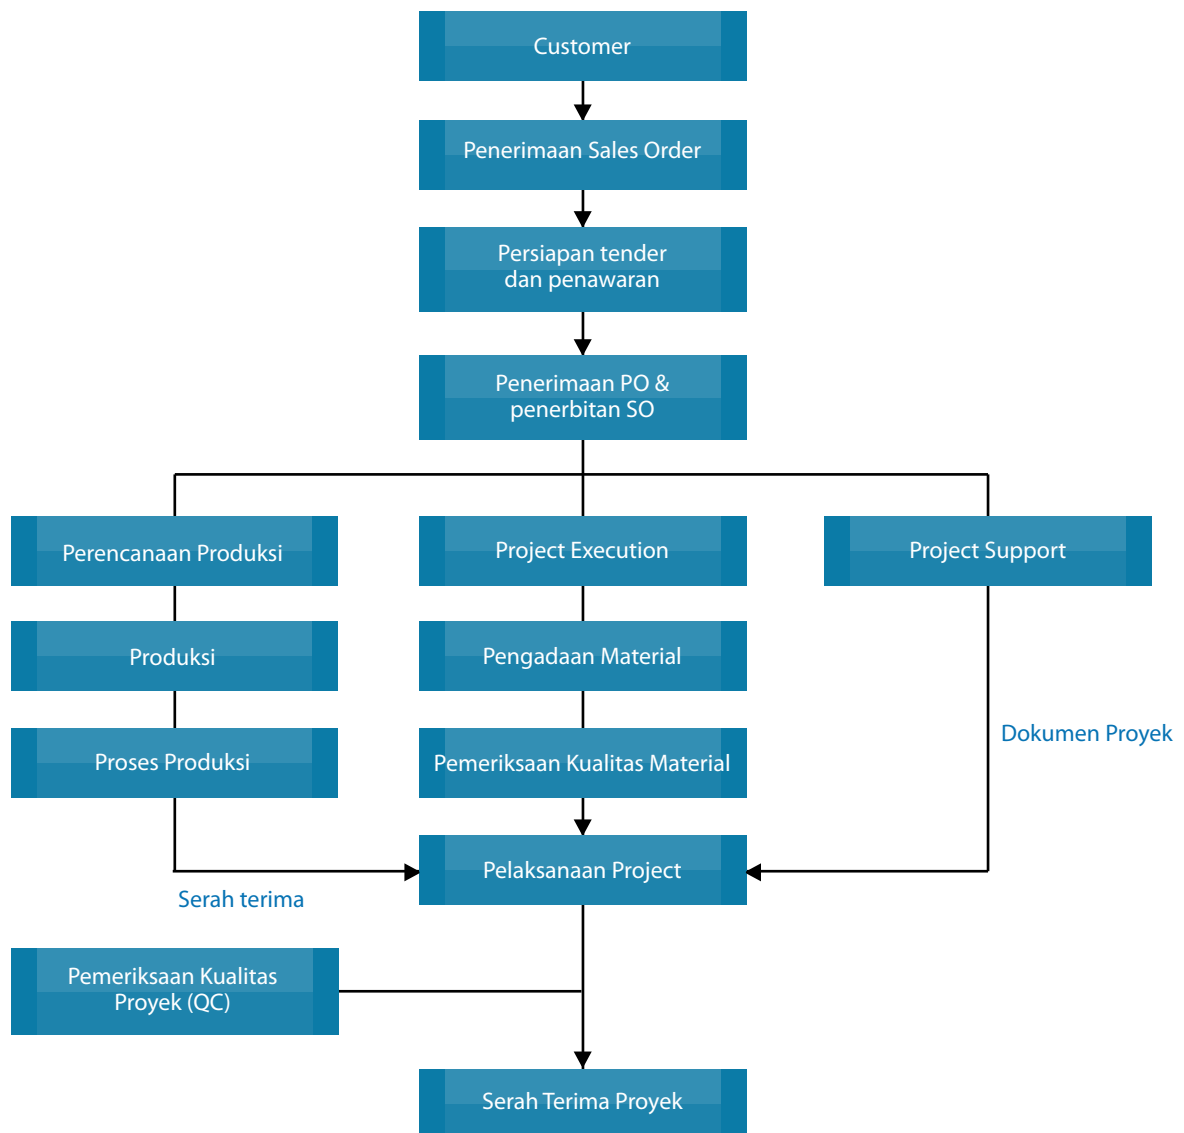 Customer
Penerimaan Sales Order
Persiapan tender
dan penawaran
Penerimaan PO &
penerbitan SO
Perencanaan Produksi
Project Execution
Project Support
Produksi
Pengadaan Material
Proses Produksi
Pemeriksaan Kualitas Material
Dokumen Proyek
Pelaksanaan Project
Serah terima
Pemeriksaan Kualitas
Proyek (QC)
Serah Terima Proyek